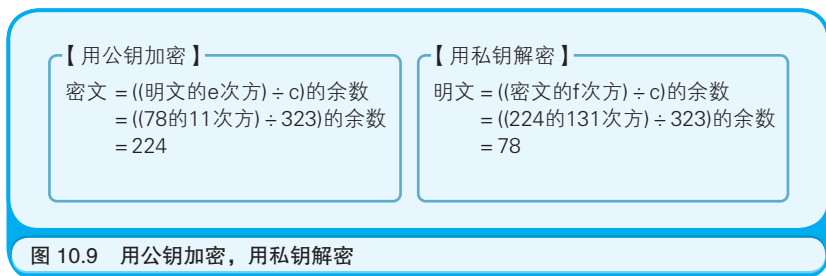 【用公钥加密】
密文 = ((明文的e次方) ÷ c)的余数
= ((78的11次方) ÷ 323)的余数
= 224
【用私钥解密】
明文 = ((密文的f次方) ÷ c)的余数
= ((224的131次方) ÷ 323)的余数
= 78
图 10.9 用公钥加密，用私钥解密